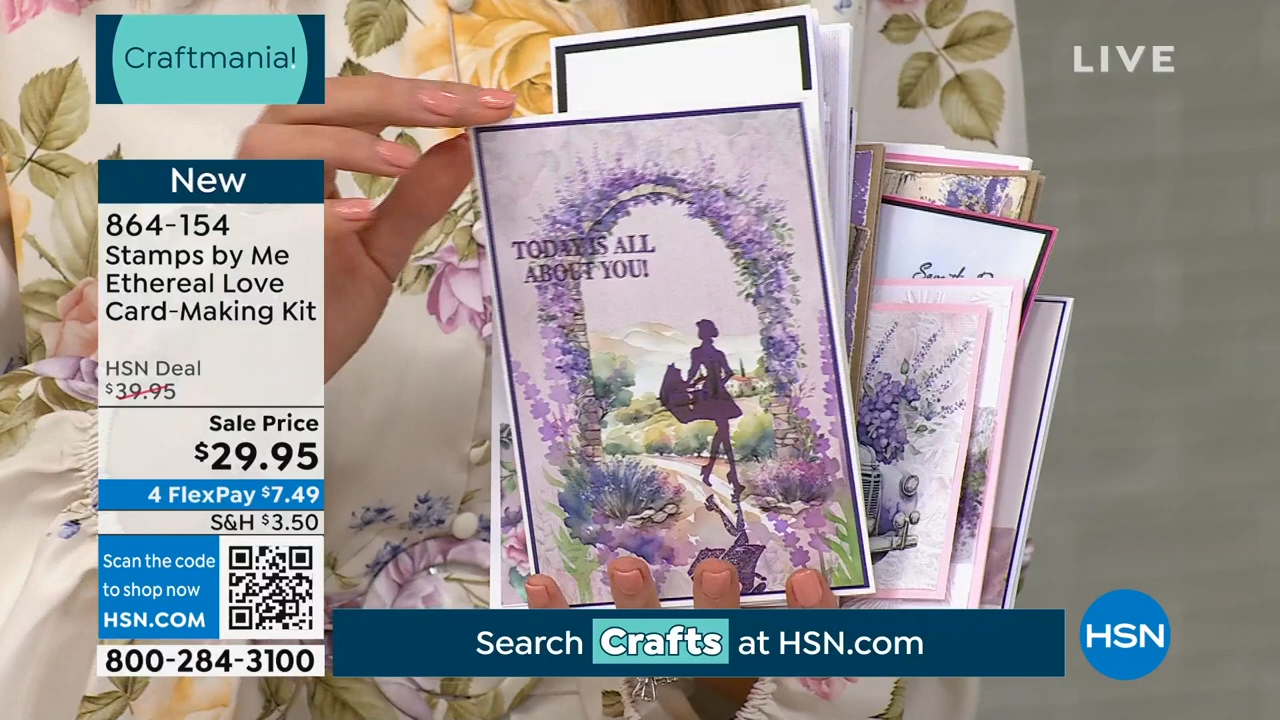 Craftmania!
LIVE
New
864-154
Stamps by Me
Ethereal Love
Card-Making Kit
HSN Deal
$39.95
Sale Price
$29.95
4 FlexPay $7.49
S&H $3.50
Scan the code
to shop now
HSN.COM
800-284-3100
TODAY IS ALL
ABOUT YOU!
Search Crafts at HSN.com
HSN